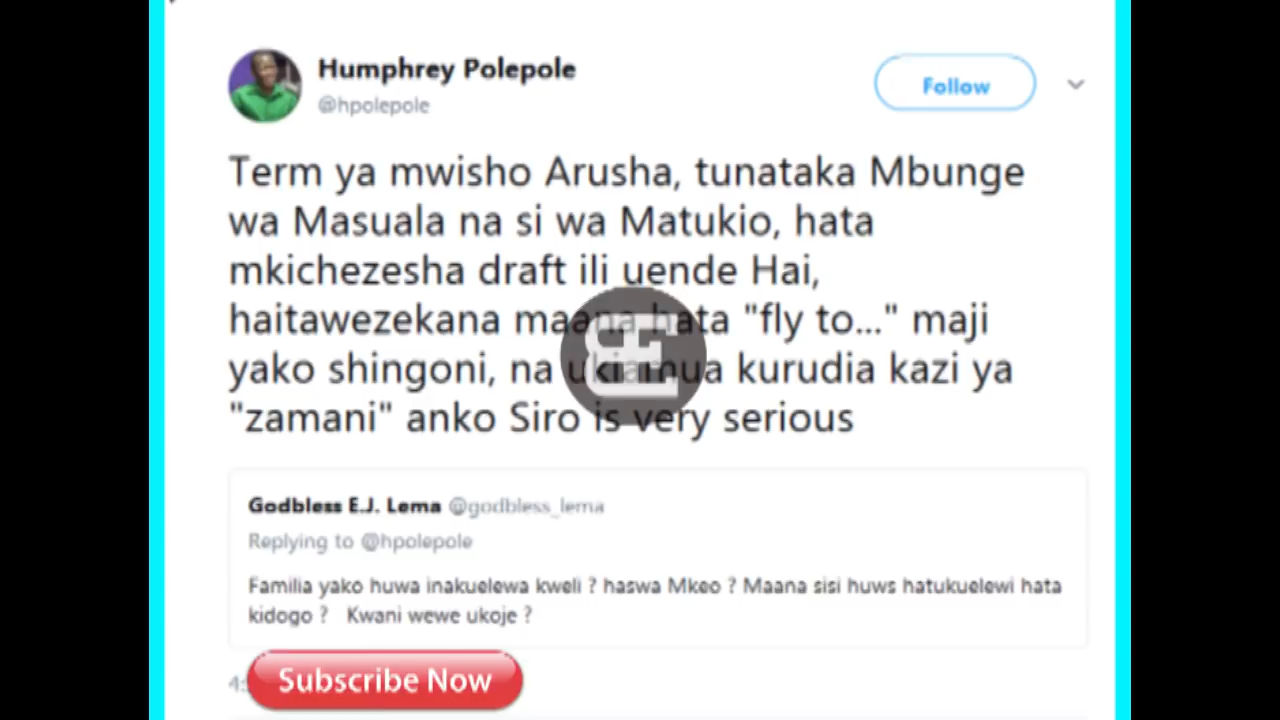 Humphrey Polepole
@hpolepole
Follow
Term ya mwisho Arusha, tunataka Mbunge
wa Masuala na si wa Matukio, hata
mkichezesha draft ili uende Hai,
haitawezekana maana hata "fly to..." maji
yako shingoni, na ukiamua kurudia kazi ya
"zamani" anko Siro is very serious
Godbless E.J. Lema @godbless_lema
Replying to @hpolepole
Familia yako huwa inakuelewa kweli ? haswa Mkeo ? Maana sisi huws hatukuelewi hata
kidogo ? Kwani wewe ukoje ?
Subscribe Now